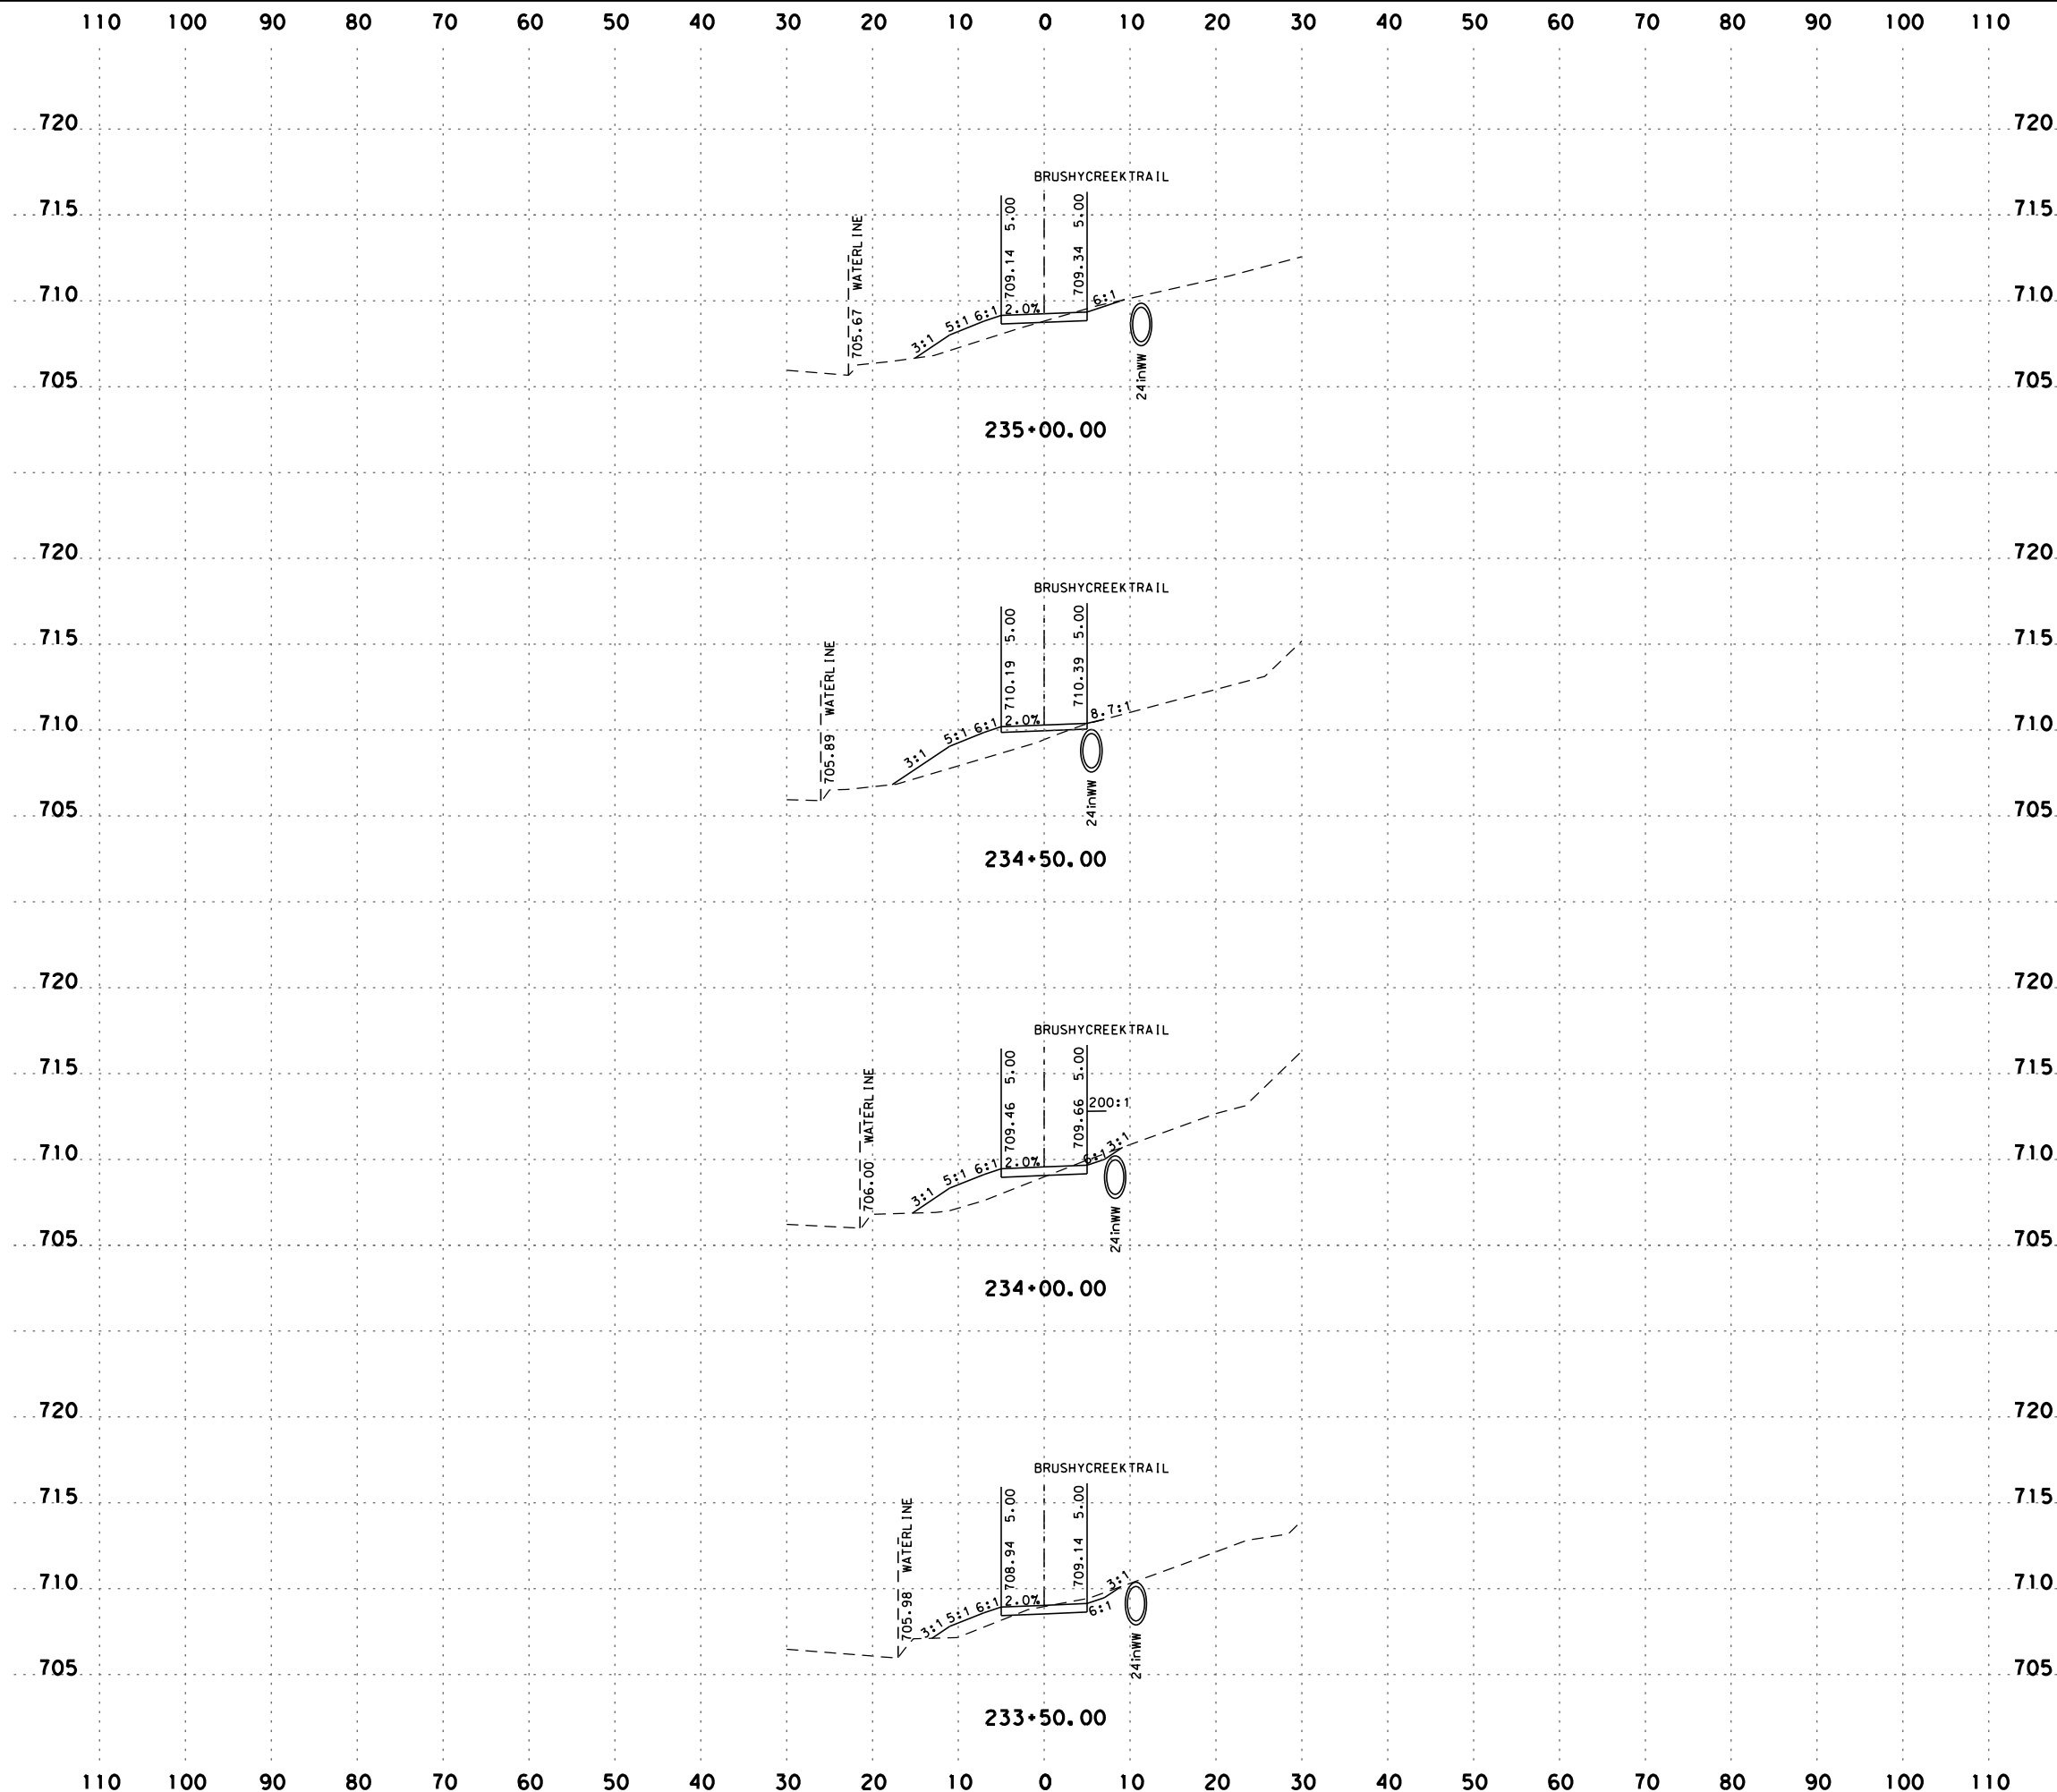 110 100 90 80 70 60 50 40 30 20 10 0 10 20 30 40 50 60 70 80 90 100 110
720 720
BRUSHYCREEKTRAIL
715 715
705.67 WATERLINE
709.14 5.00
709.34 5.00
710 710
3:1 5:1 6:1 2.0% 6:1
705 705
24inWW
235+00.00
720 720
BRUSHYCREEKTRAIL
715 715
705.89 WATERLINE
710.19 5.00
710.39 5.00
710 710
3:1 5:1 6:1 2.0% 8.7:1
705 705
24inWW
234+50.00
720 720
BRUSHYCREEKTRAIL
715 715
706.00 WATERLINE
709.46 5.00
709.66 5.00
200:1
710 710
3:1 5:1 6:1 2.0% 6:1 3:1
705 705
24inWW
234+00.00
720 720
BRUSHYCREEKTRAIL
715 715
705.98 WATERLINE
708.94 5.00
709.14 5.00
710 710
3:1 5:1 6:1 2.0% 6:1 3:1
705 705
24inWW
233+50.00
110 100 90 80 70 60 50 40 30 20 10 0 10 20 30 40 50 60 70 80 90 100 110